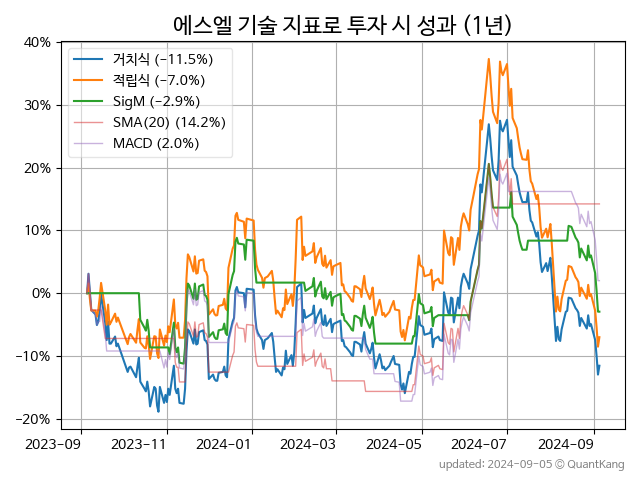 에스엘 기술 지표로 투자 시 성과 (1년)
40%
30%
20%
10%
0%
−10%
−20%
거치식 (−11.5%)
적립식 (−7.0%)
SigM (−2.9%)
SMA(20) (14.2%)
MACD (2.0%)
2023-09 2023-11 2024-01 2024-03 2024-05 2024-07 2024-09
updated: 2024-09-05 © QuantKang